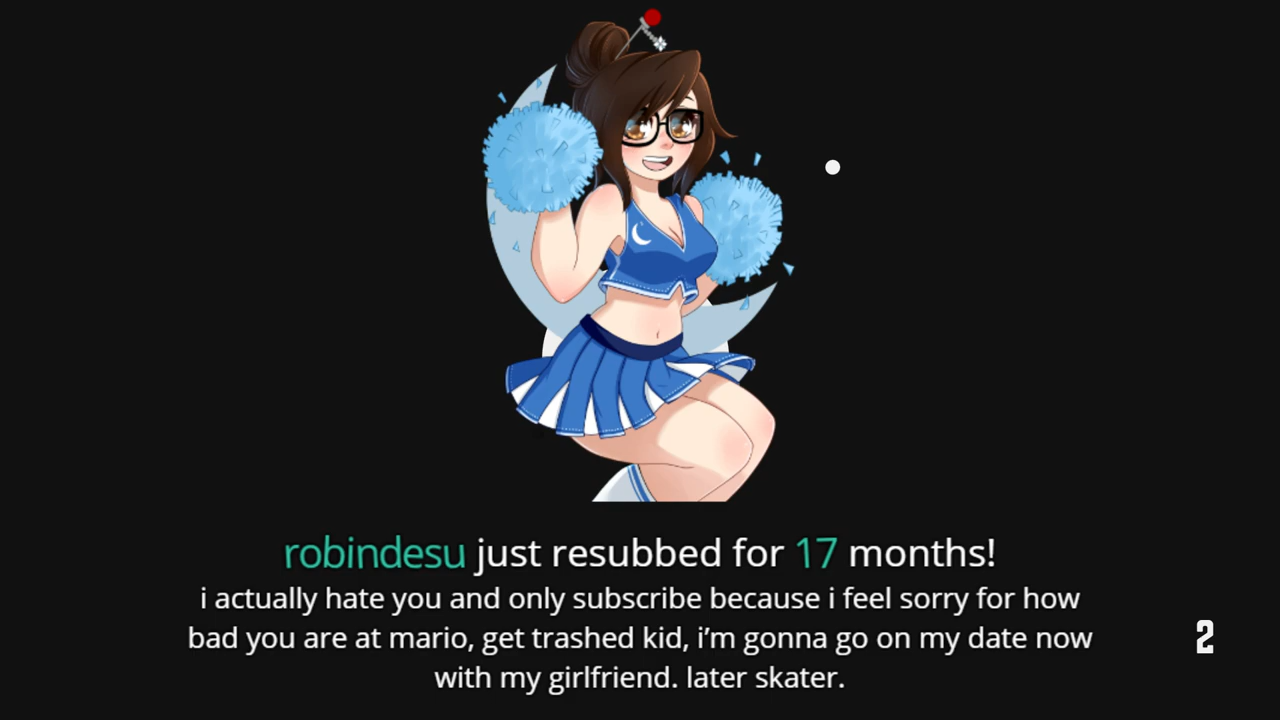 robindesu just resubbed for 17 months!
i actually hate you and only subscribe because i feel sorry for how
bad you are at mario, get trashed kid, i’m gonna go on my date now
with my girlfriend. later skater.
2